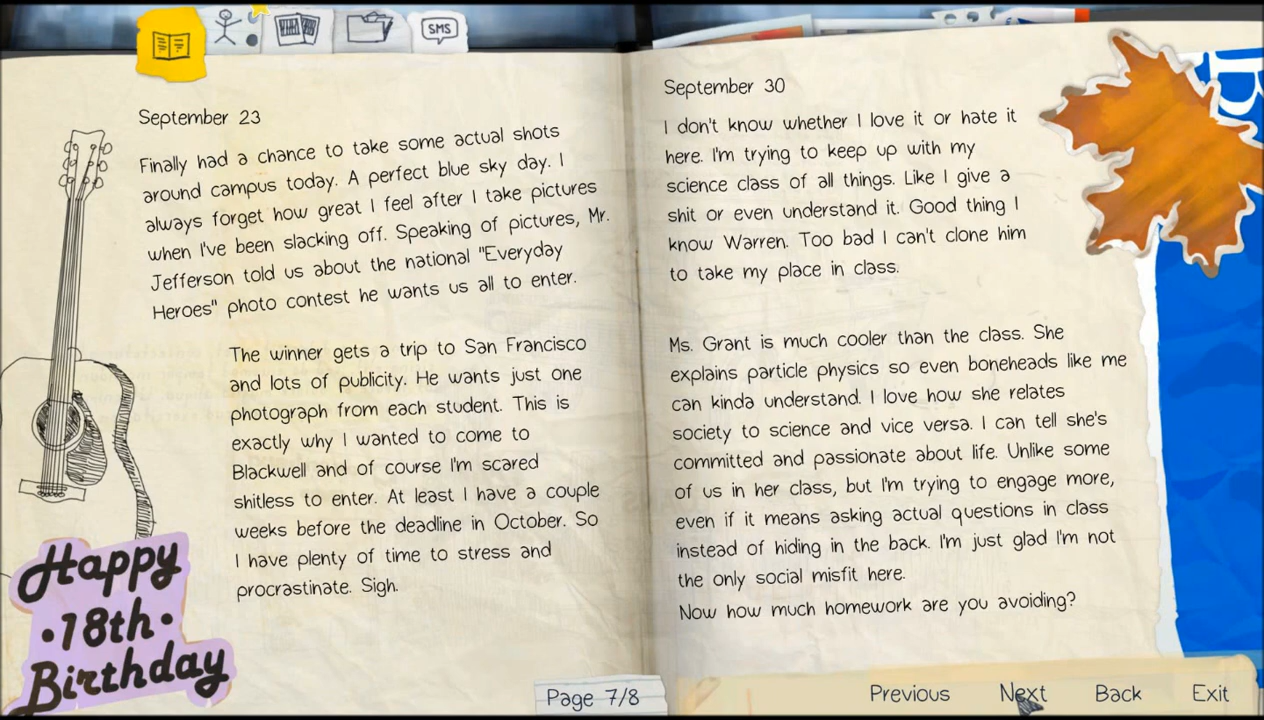 SMS
September 23
Finally had a chance to take some actual shots
around campus today. A perfect blue sky day. I
always forget how great I feel after I take pictures
when I've been slacking off. Speaking of pictures, Mr.
Jefferson told us about the national "Everyday
Heroes" photo contest he wants us all to enter.
The winner gets a trip to San Francisco
and lots of publicity. He wants just one
photograph from each student. This is
exactly why I wanted to come to
Blackwell and of course I'm scared
shitless to enter. At least I have a couple
weeks before the deadline in October. So
I have plenty of time to stress and
procrastinate. Sigh.
Happy
•18th•
Birthday
September 30
I don't know whether I love it or hate it
here. I'm trying to keep up with my
science class of all things. Like I give a
shit or even understand it. Good thing I
know Warren. Too bad I can't clone him
to take my place in class.
Ms. Grant is much cooler than the class. She
explains particle physics so even boneheads like me
can kinda understand. I love how she relates
society to science and vice versa. I can tell she's
committed and passionate about life. Unlike some
of us in her class, but I'm trying to engage more,
even if it means asking actual questions in class
instead of hiding in the back. I'm just glad I'm not
the only social misfit here.
Now how much homework are you avoiding?
B
Page 7/8
Previous Next Back Exit